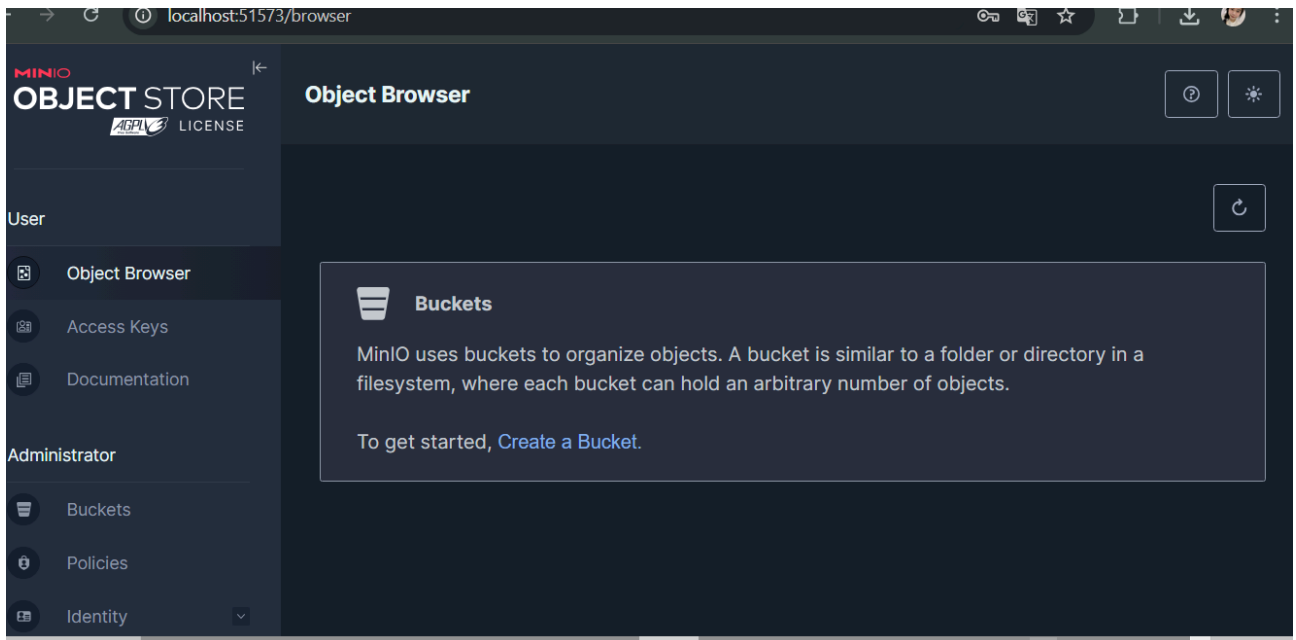 localhost:51573/browser
MINIO
OBJECT STORE
AGPLv3 LICENSE
Object Browser
User
Object Browser
Access Keys
Documentation
Administrator
Buckets
Policies
Identity
Buckets
MinIO uses buckets to organize objects. A bucket is similar to a folder or directory in a
filesystem, where each bucket can hold an arbitrary number of objects.
To get started, Create a Bucket.